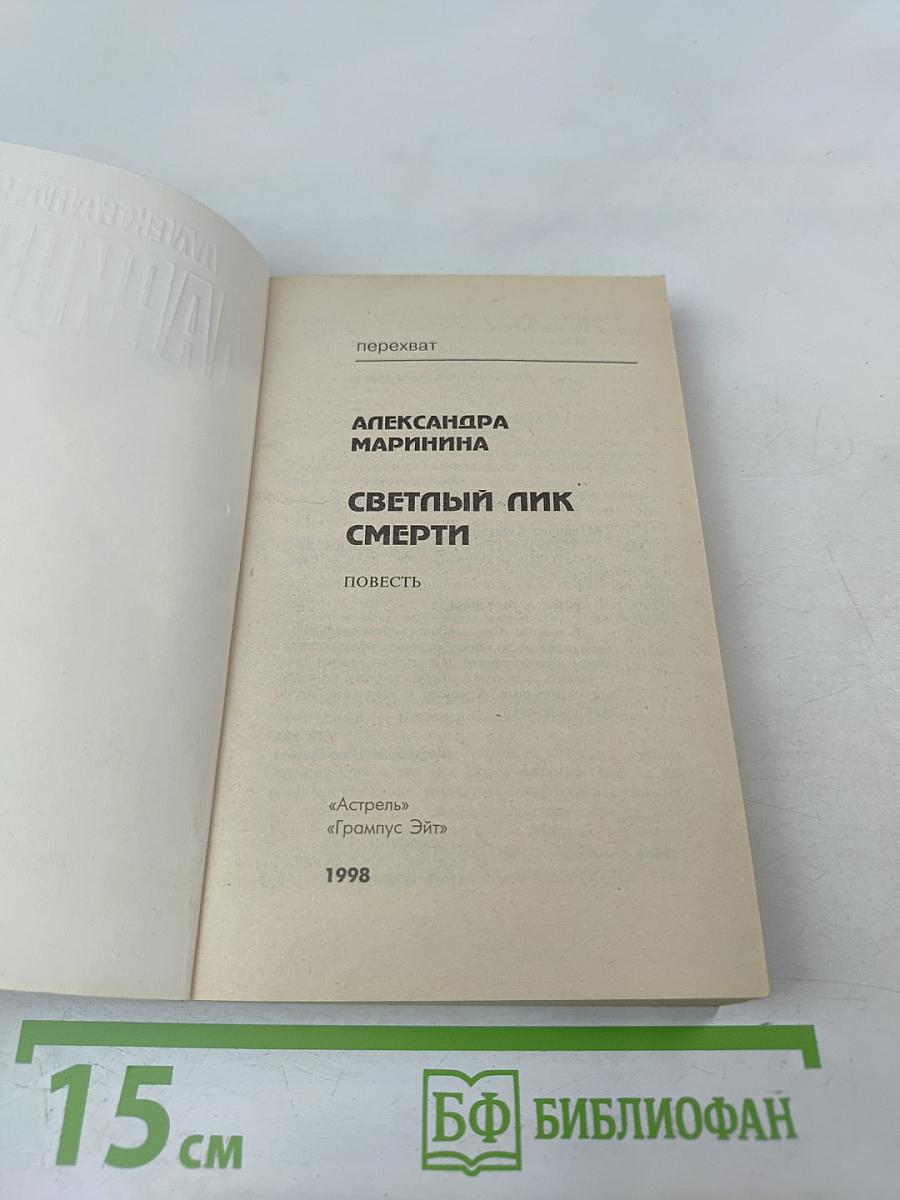 перехват
АЛЕКСАНДРА
МАРИНИНА
СВЕТЛЫЙ ЛИК
СМЕРТИ
ПОВЕСТЬ
«Астрель»
«Грампус Эйт»
1998
15 см
БФ БИБЛИОФАН